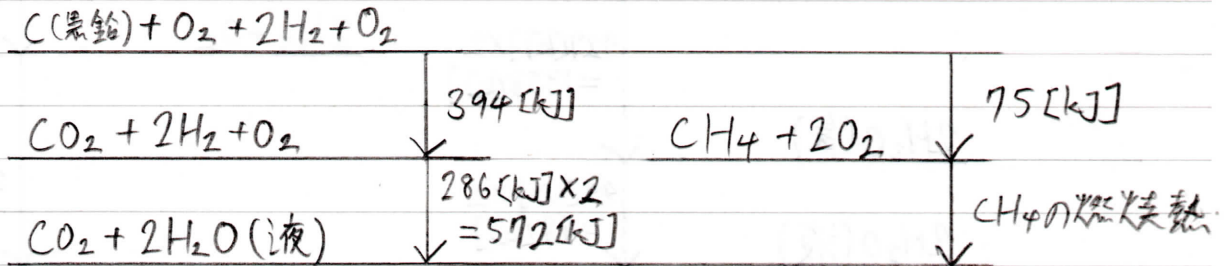 C(黒鉛)+O₂+2H₂+O₂
394[kJ]
75[kJ]
CO₂+2H₂+O₂
CH₄+2O₂
286[kJ]×2
=572[kJ]
CH₄の燃焼熱
CO₂+2H₂O(液)